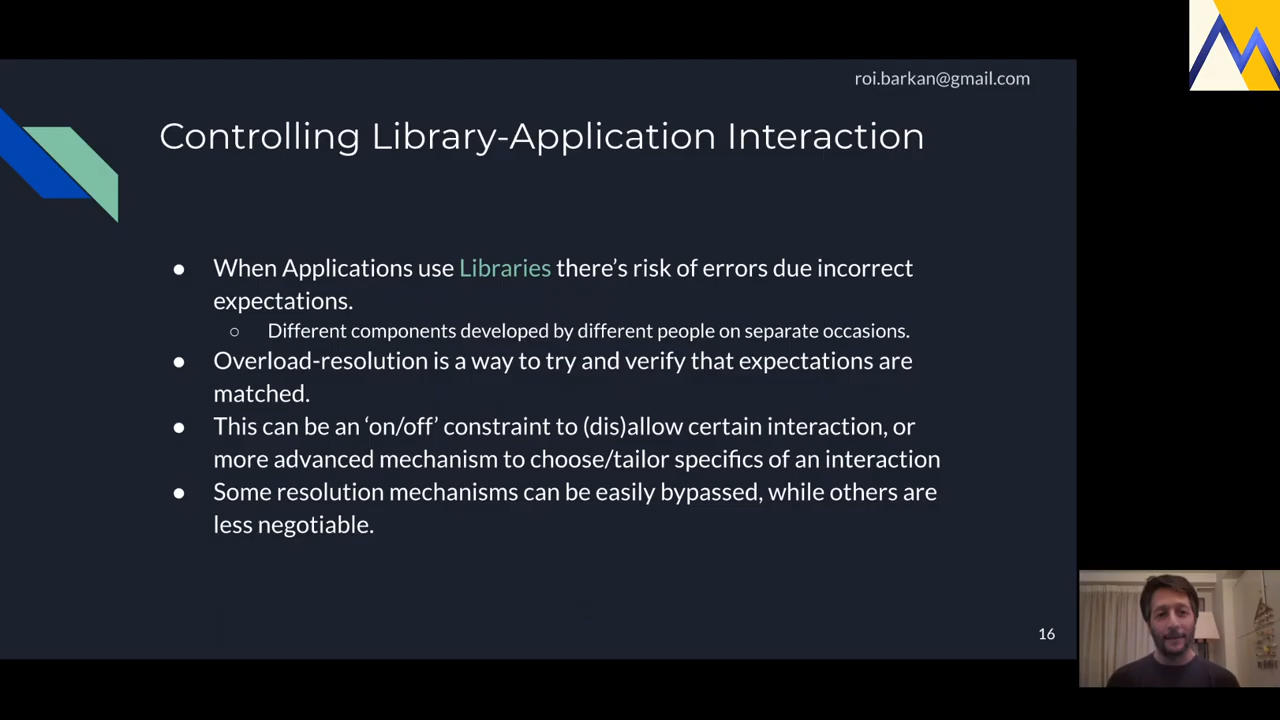 roi.barkan@gmail.com
Controlling Library-Application Interaction
● When Applications use Libraries there’s risk of errors due incorrect
expectations.
○ Different components developed by different people on separate occasions.
● Overload-resolution is a way to try and verify that expectations are
matched.
● This can be an ‘on/off’ constraint to (dis)allow certain interaction, or
more advanced mechanism to choose/tailor specifics of an interaction
● Some resolution mechanisms can be easily bypassed, while others are
less negotiable.
16